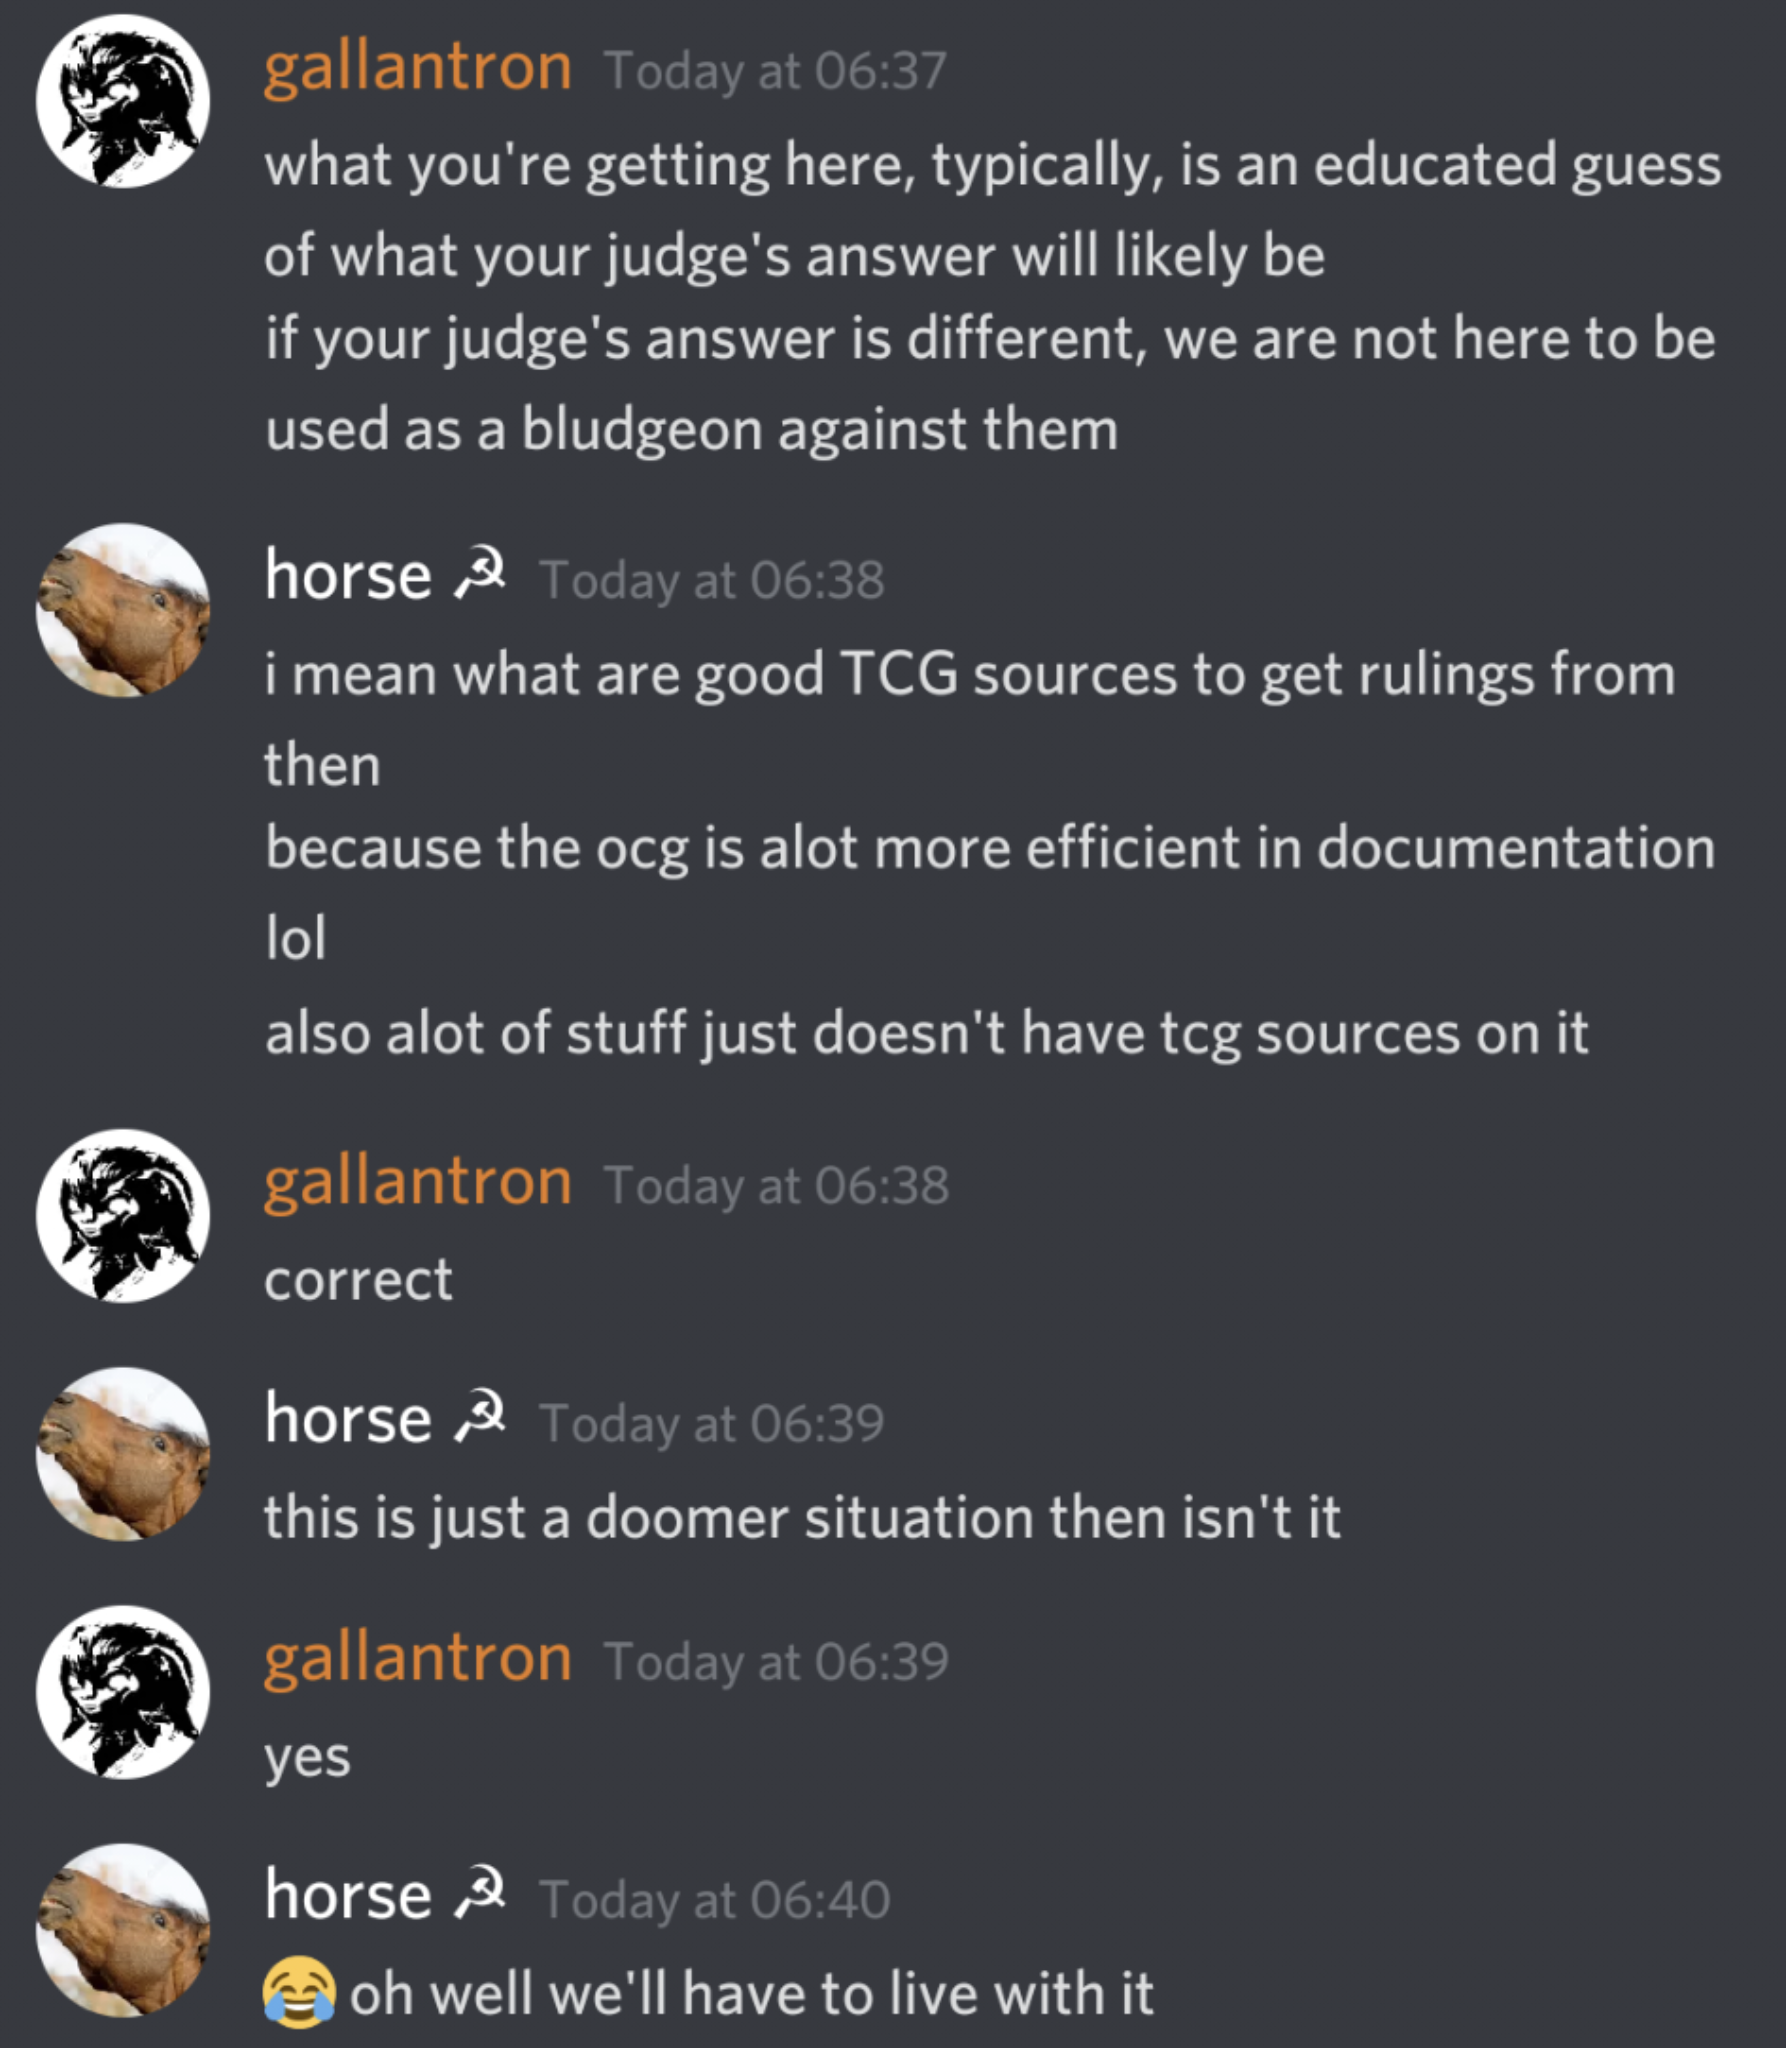 gallantron Today at 06:37
what you're getting here, typically, is an educated guess
of what your judge's answer will likely be
if your judge's answer is different, we are not here to be
used as a bludgeon against them
horse ☭ Today at 06:38
i mean what are good TCG sources to get rulings from
then
because the ocg is alot more efficient in documentation
lol
also alot of stuff just doesn't have tcg sources on it
gallantron Today at 06:38
correct
horse ☭ Today at 06:39
this is just a doomer situation then isn't it
gallantron Today at 06:39
yes
horse ☭ Today at 06:40
😂 oh well we'll have to live with it